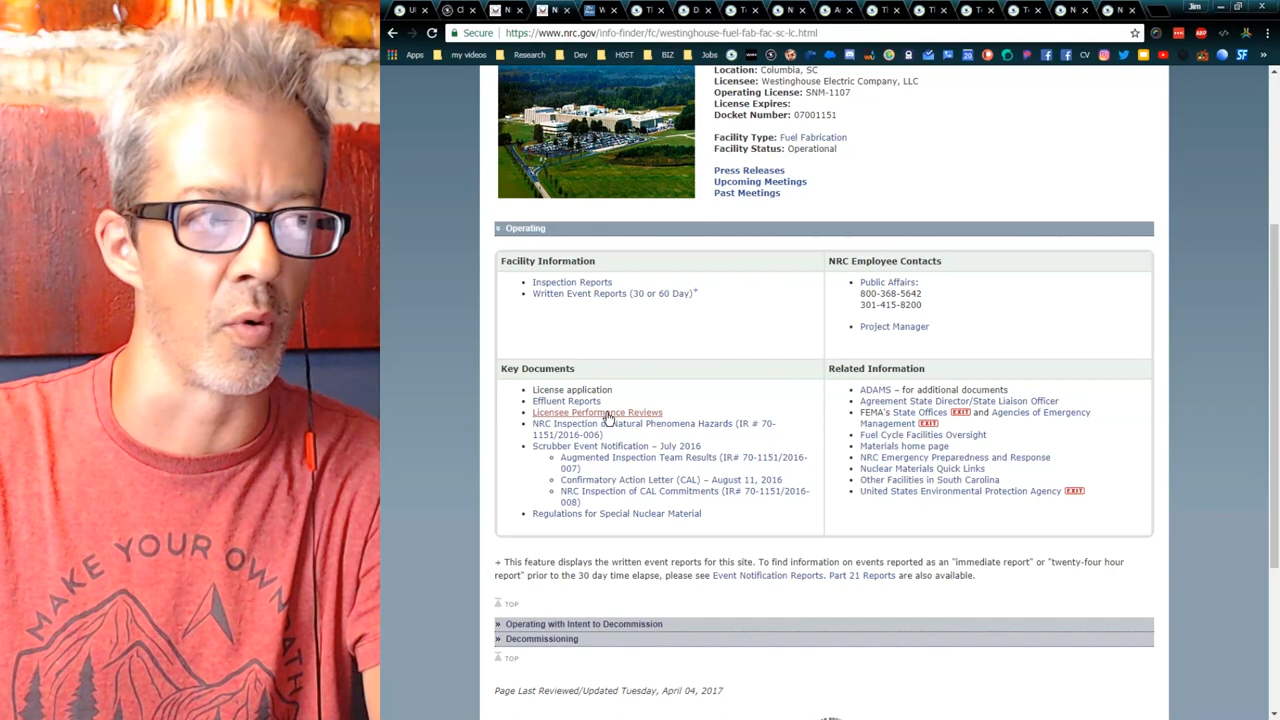 Jim
Secure
https://www.nrc.gov/info-finder/fc/westinghouse-fuel-fab-fac-sc-lc.html
Apps
my videos
Research
Dev
H0ST
BIZ
Jobs
CV
Location: Columbia, SC
Licensee: Westinghouse Electric Company, LLC
Operating License: SNM-1107
License Expires:
Docket Number: 07001151
Facility Type: Fuel Fabrication
Facility Status: Operational
Press Releases
Upcoming Meetings
Past Meetings
Operating
Facility Information
Inspection Reports
Written Event Reports (30 or 60 Day)+
NRC Employee Contacts
Public Affairs:
800-368-5642
301-415-8200
Project Manager
Key Documents
License application
Effluent Reports
Licensee Performance Reviews
NRC Inspection of Natural Phenomena Hazards (IR # 70-
1151/2016-006)
Scrubber Event Notification – July 2016
Augmented Inspection Team Results (IR# 70-1151/2016-
007)
Confirmatory Action Letter (CAL) – August 11, 2016
NRC Inspection of CAL Commitments (IR# 70-1151/2016-
008)
Regulations for Special Nuclear Material
Related Information
ADAMS – for additional documents
Agreement State Director/State Liaison Officer
FEMA's State Offices EXIT and Agencies of Emergency
Management EXIT
Fuel Cycle Facilities Oversight
Materials home page
NRC Emergency Preparedness and Response
Nuclear Materials Quick Links
Other Facilities in South Carolina
United States Environmental Protection Agency EXIT
+ This feature displays the written event reports for this site. To find information on events reported as an "immediate report" or "twenty-four hour
report" prior to the 30 day time elapse, please see Event Notification Reports. Part 21 Reports are also available.
TOP
Operating with Intent to Decommission
Decommissioning
TOP
Page Last Reviewed/Updated Tuesday, April 04, 2017
MAKE YOUR OWN
ATH